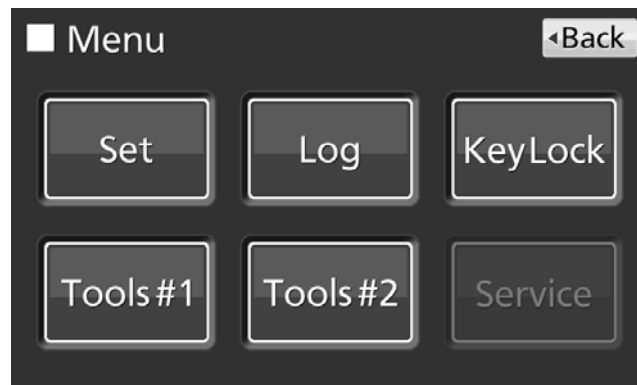 Menu
◂Back
Set
Log
KeyLock
Tools#1
Tools#2
Service